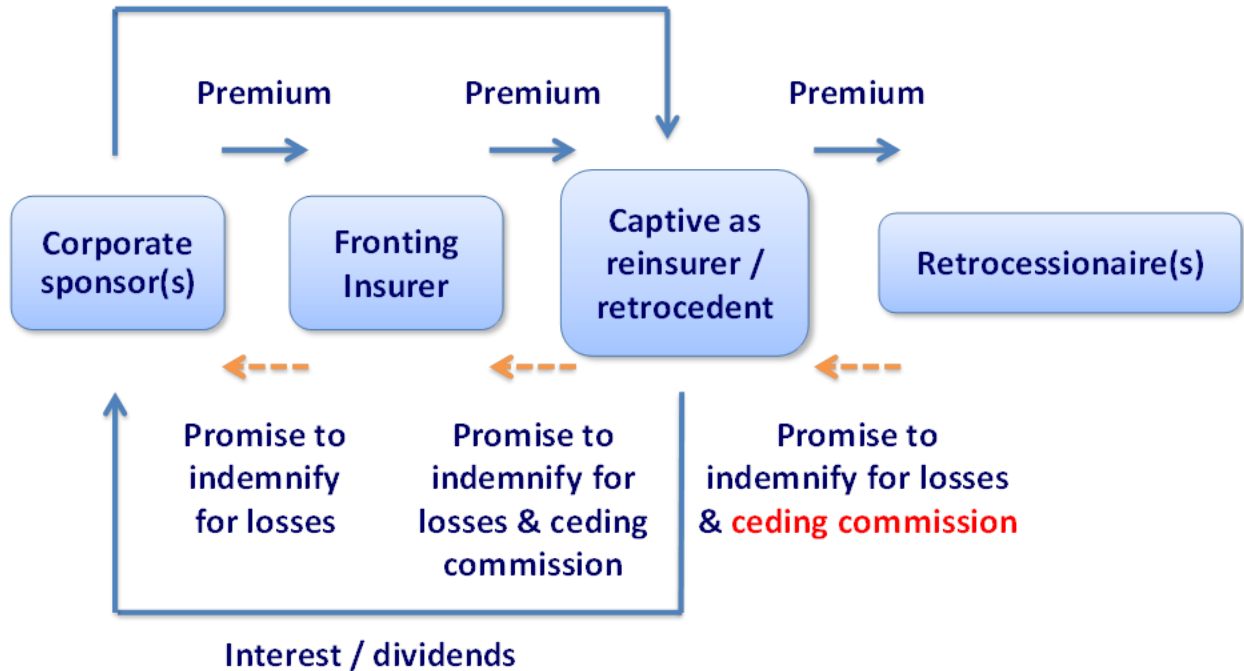 Premium
Premium
Premium
Corporate
sponsor(s)
Fronting
Insurer
Captive as
reinsurer /
retrocedent
Retrocessionaire(s)
Promise to
indemnify
for losses
Promise to
indemnify for
losses & ceding
commission
Promise to
indemnify for losses
& ceding commission
Interest / dividends